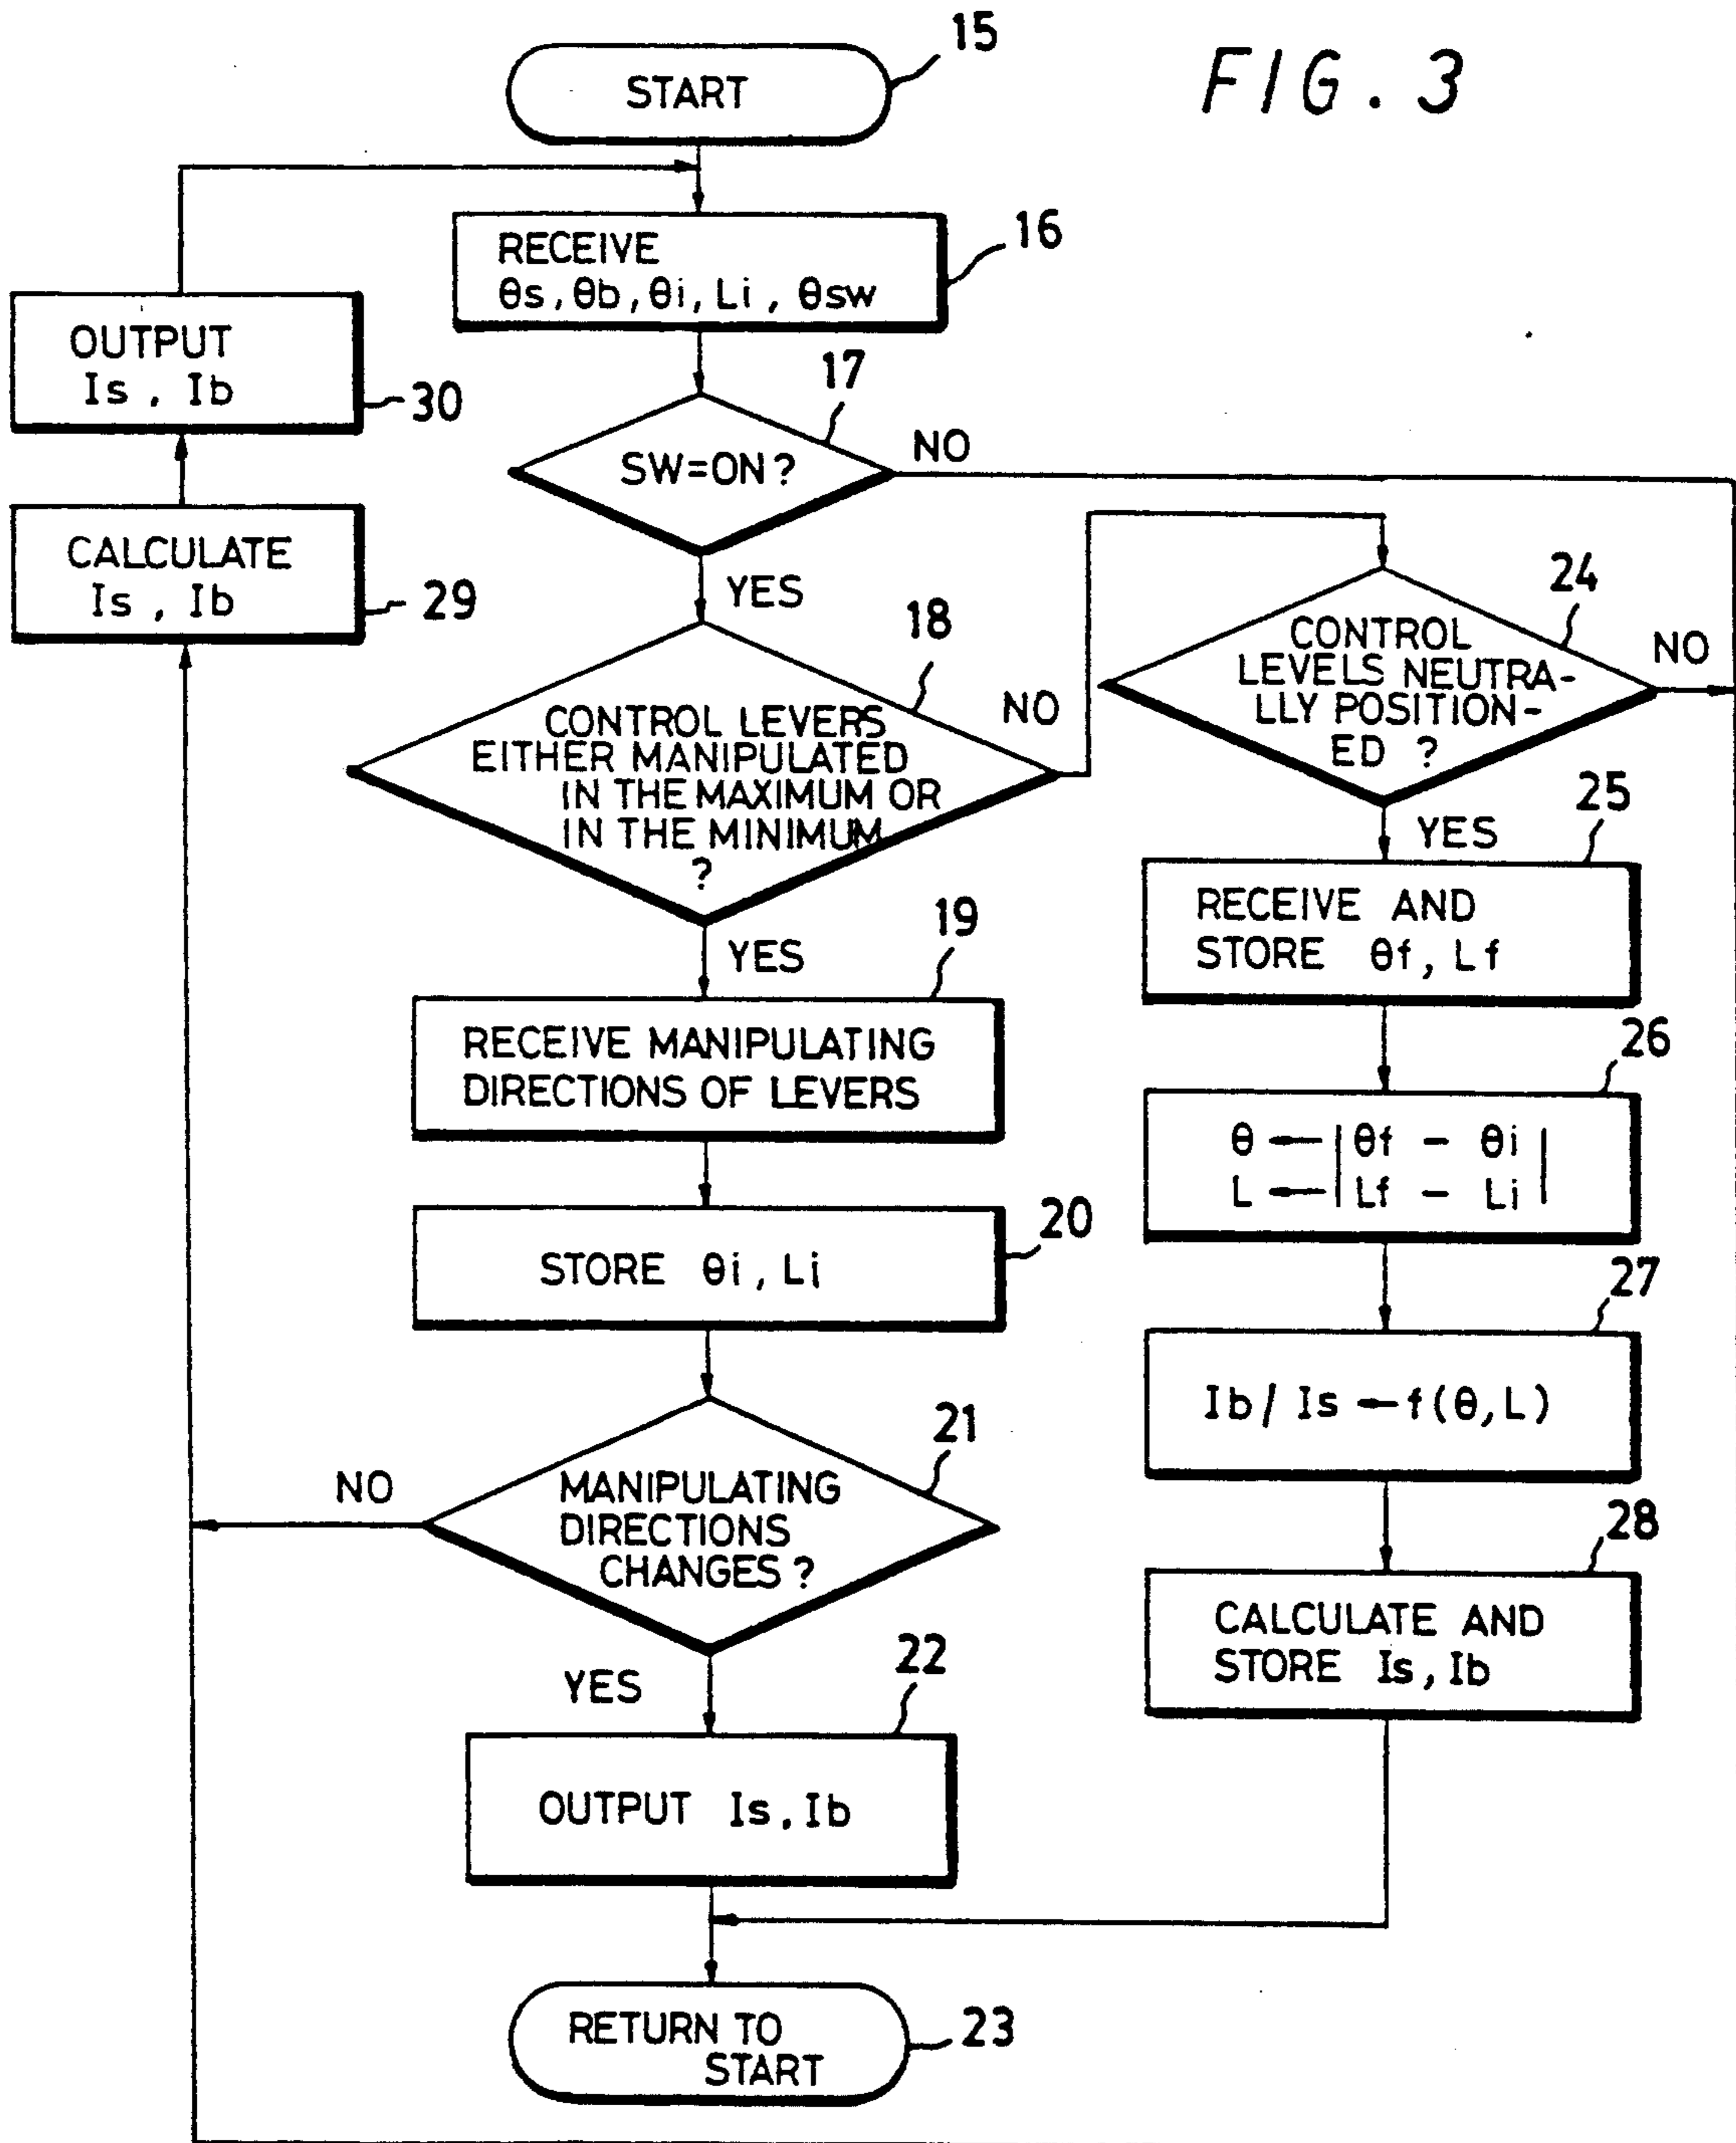 FIG. 3
15
START
16
RECEIVE
θs, θb, θi, Li, θsw
17
SW=ON?
NO
YES
18
CONTROL LEVERS
EITHER MANIPULATED
IN THE MAXIMUM OR
IN THE MINIMUM
?
NO
YES
19
RECEIVE MANIPULATING
DIRECTIONS OF LEVERS
20
STORE θi, Li
21
MANIPULATING
DIRECTIONS
CHANGES?
NO
YES
22
OUTPUT Is, Ib
RETURN TO
START
23
24
CONTROL
LEVELS NEUTRA-
LLY POSITION-
ED ?
NO
YES
25
RECEIVE AND
STORE θf, Lf
26
θ ← | θf - θi |
L ← | Lf - Li |
27
Ib / Is ← f(θ, L)
28
CALCULATE AND
STORE Is, Ib
CALCULATE
Is, Ib
29
OUTPUT
Is, Ib
30